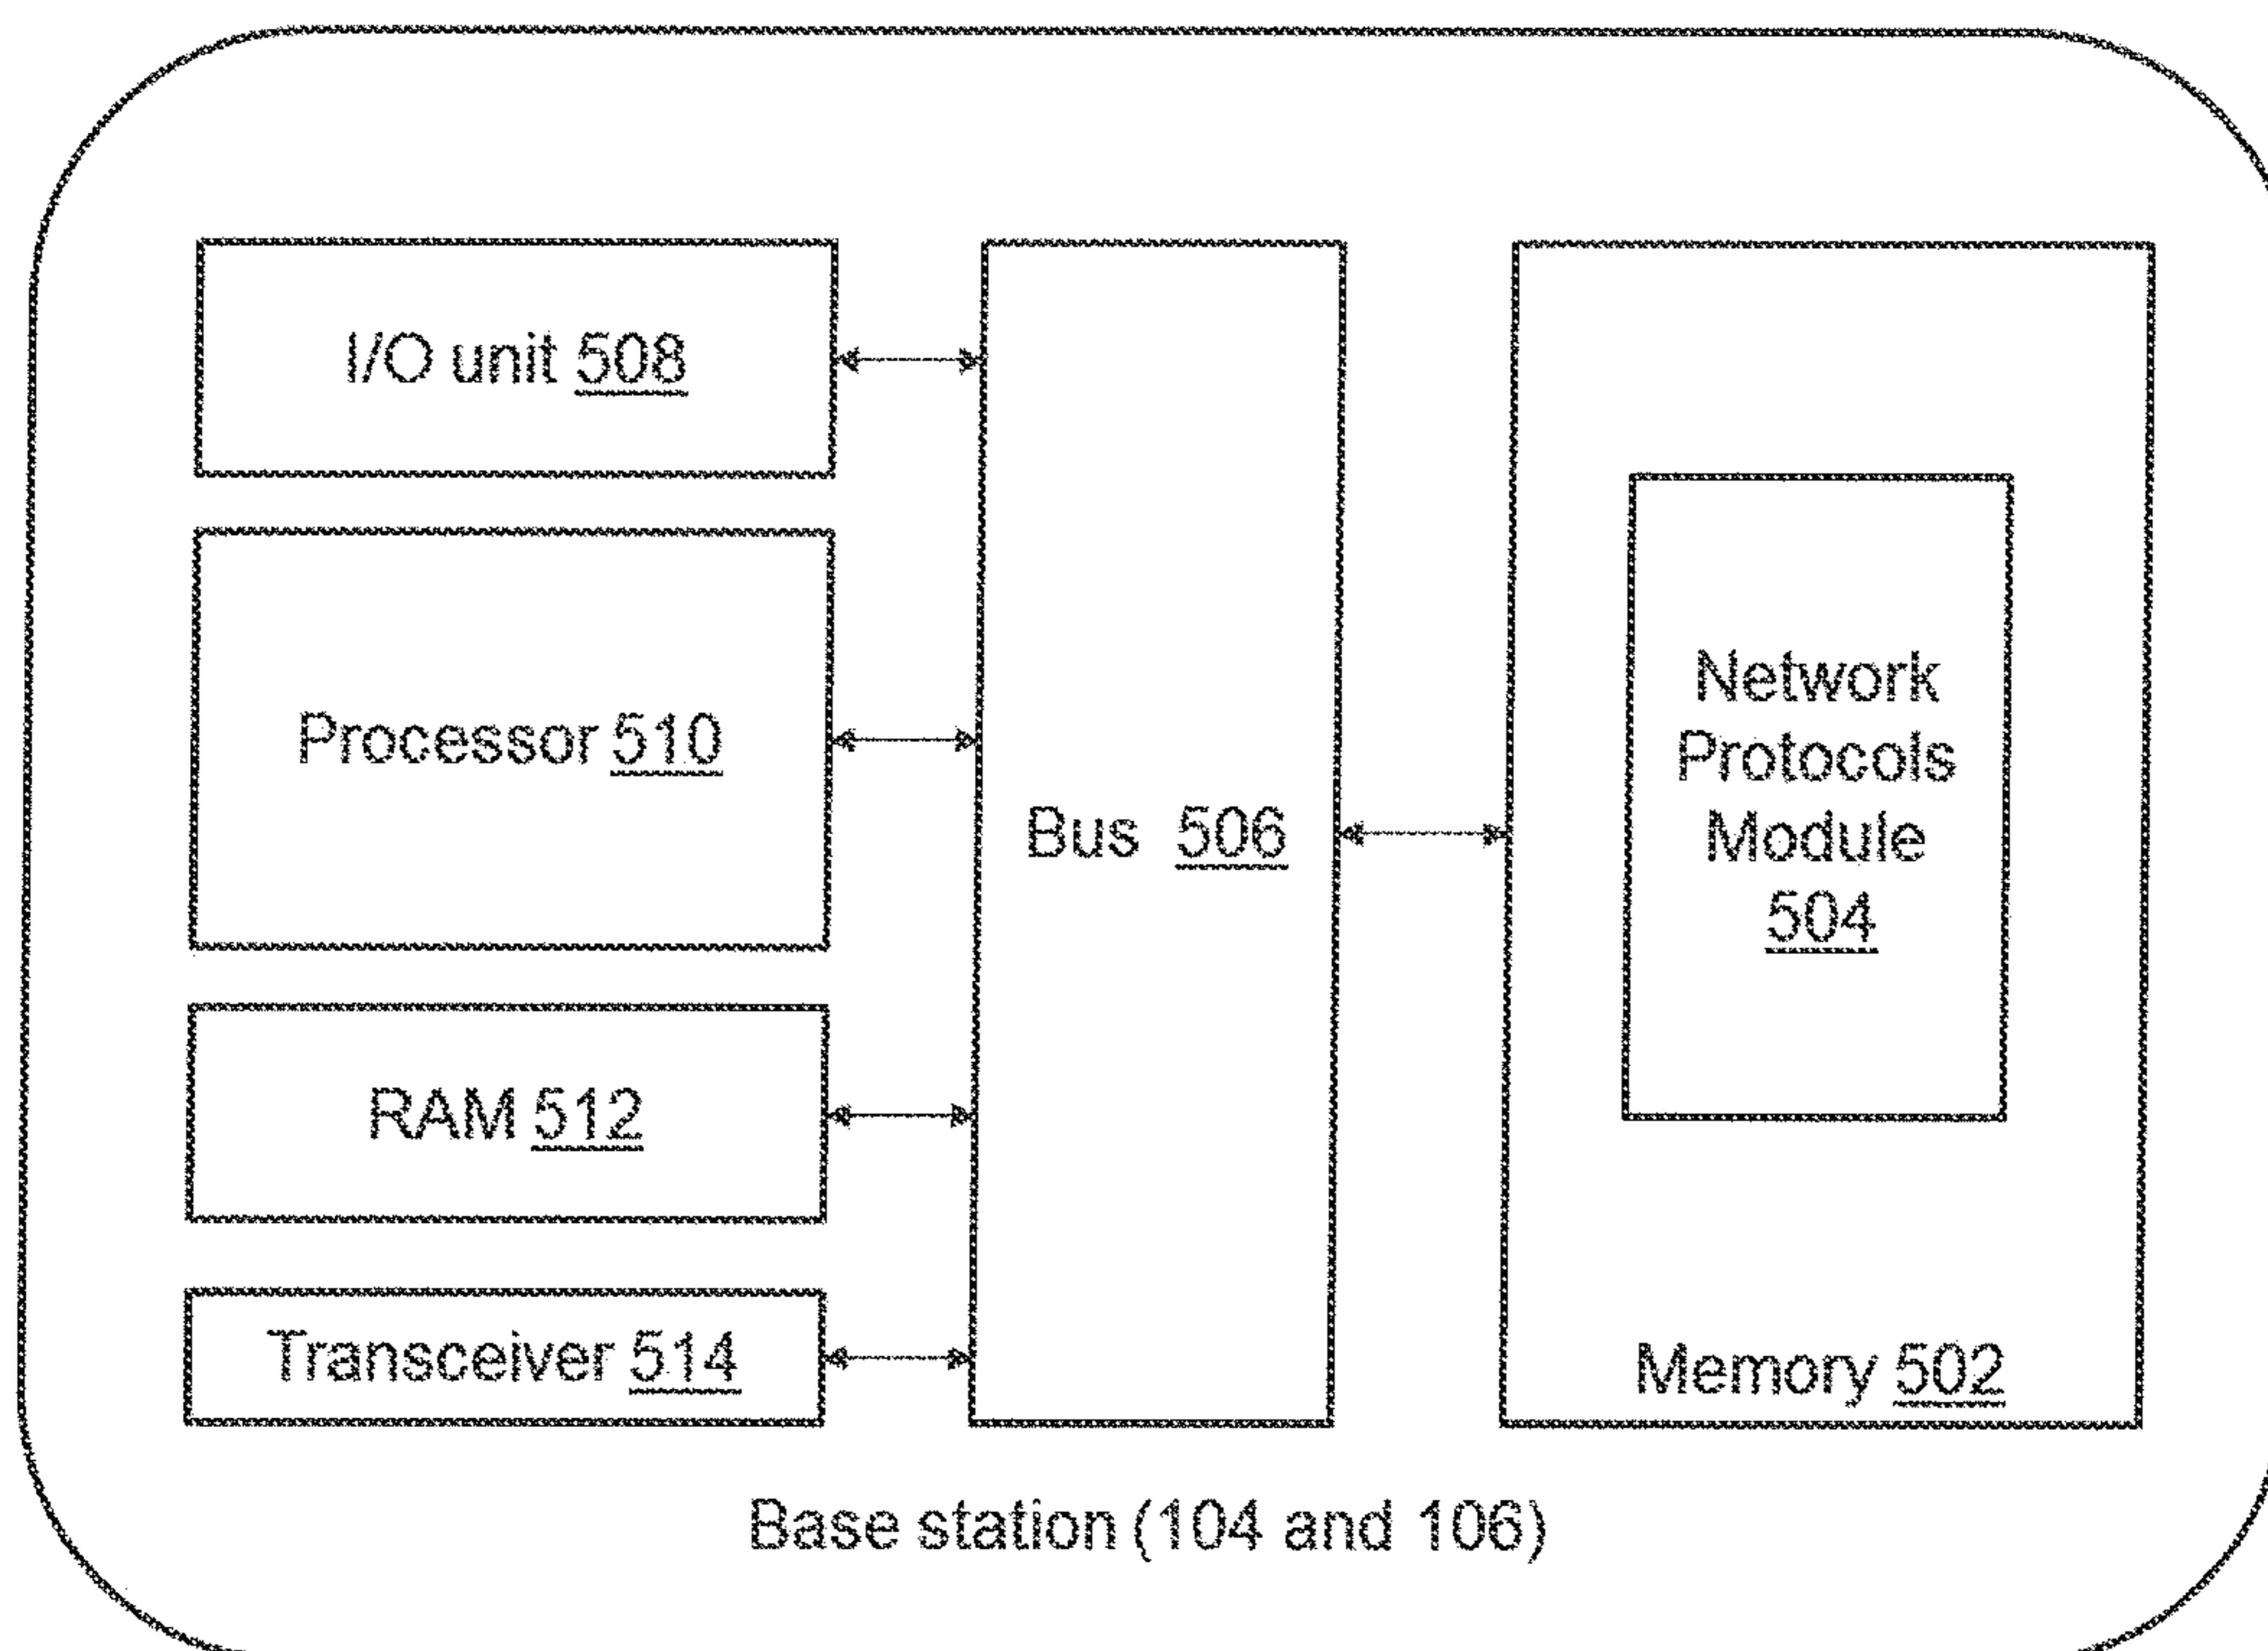 I/O unit 508
Processor 510
RAM 512
Transceiver 514
Bus 506
Network
Protocols
Module
504
Memory 502
Base station (104 and 106)